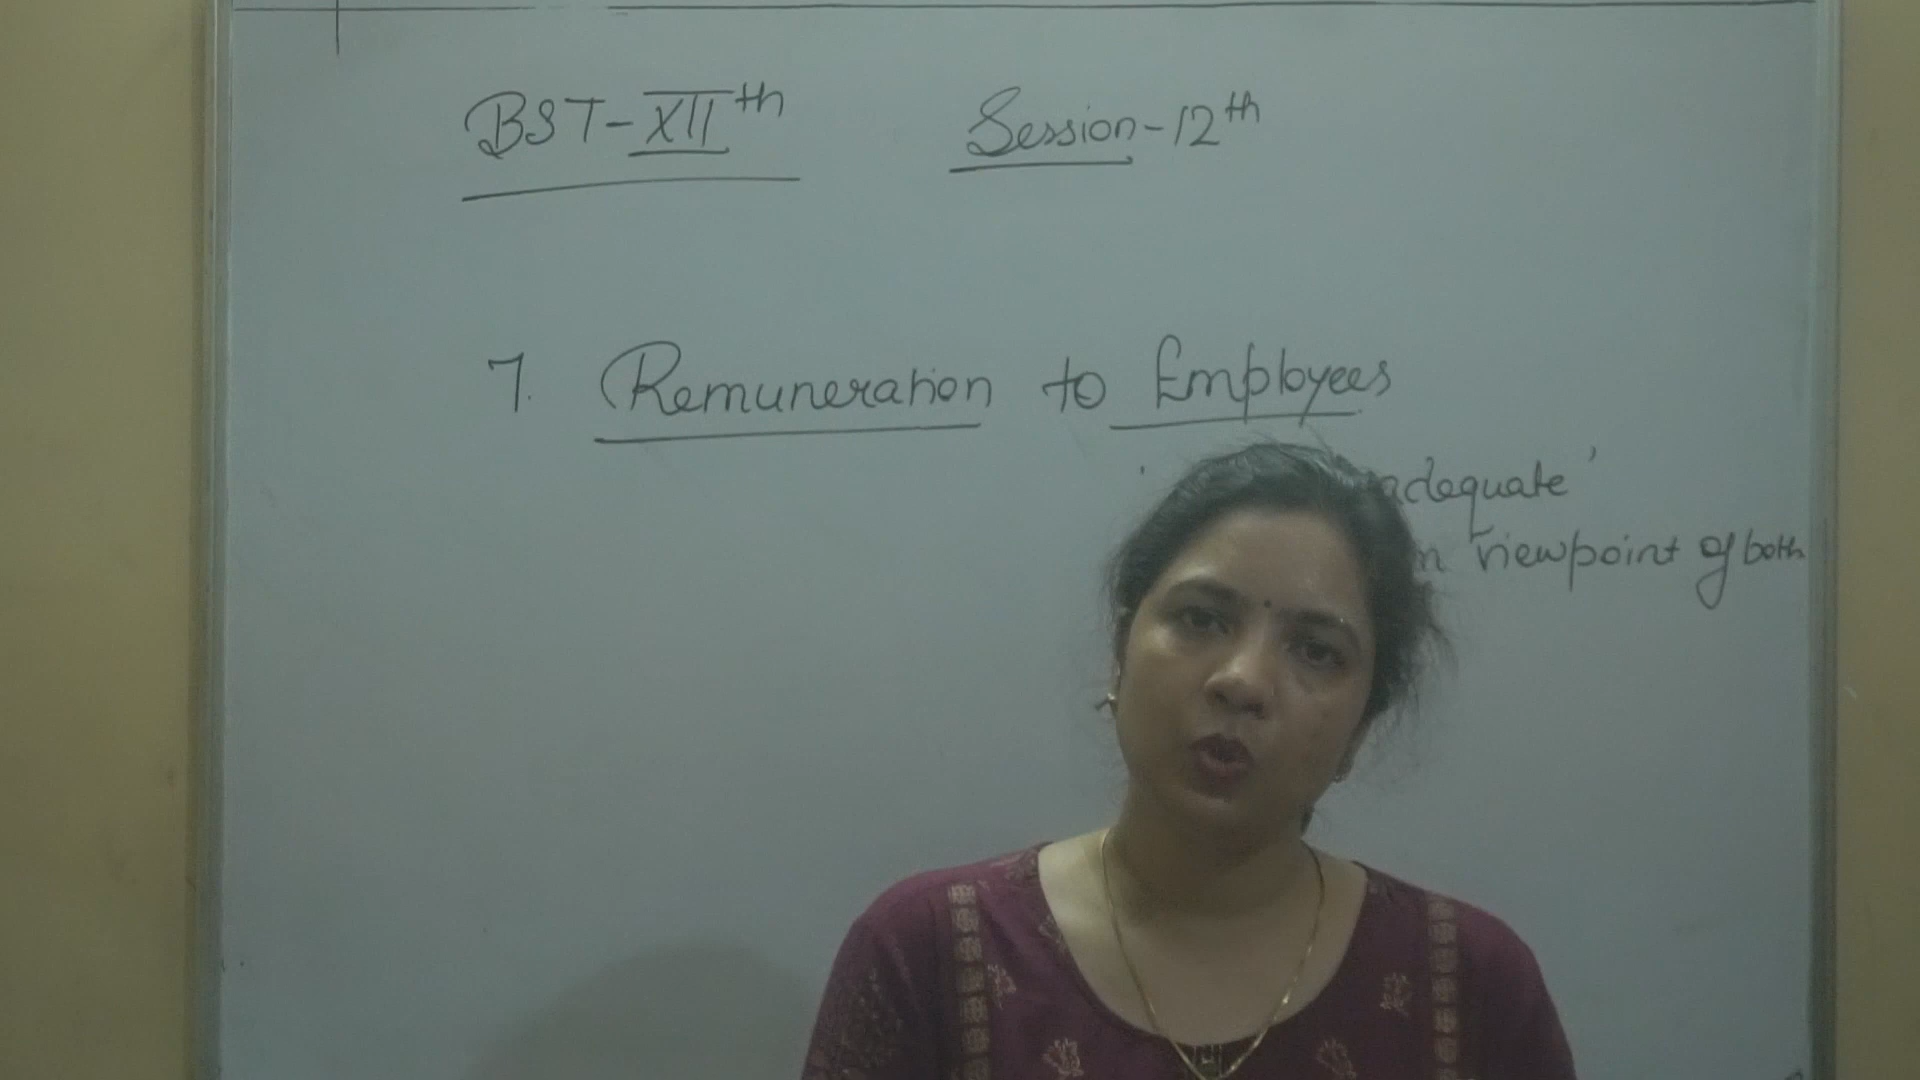 BST-XIIth Session-12th
7. Remuneration to Employees
adequate'
viewpoint of both